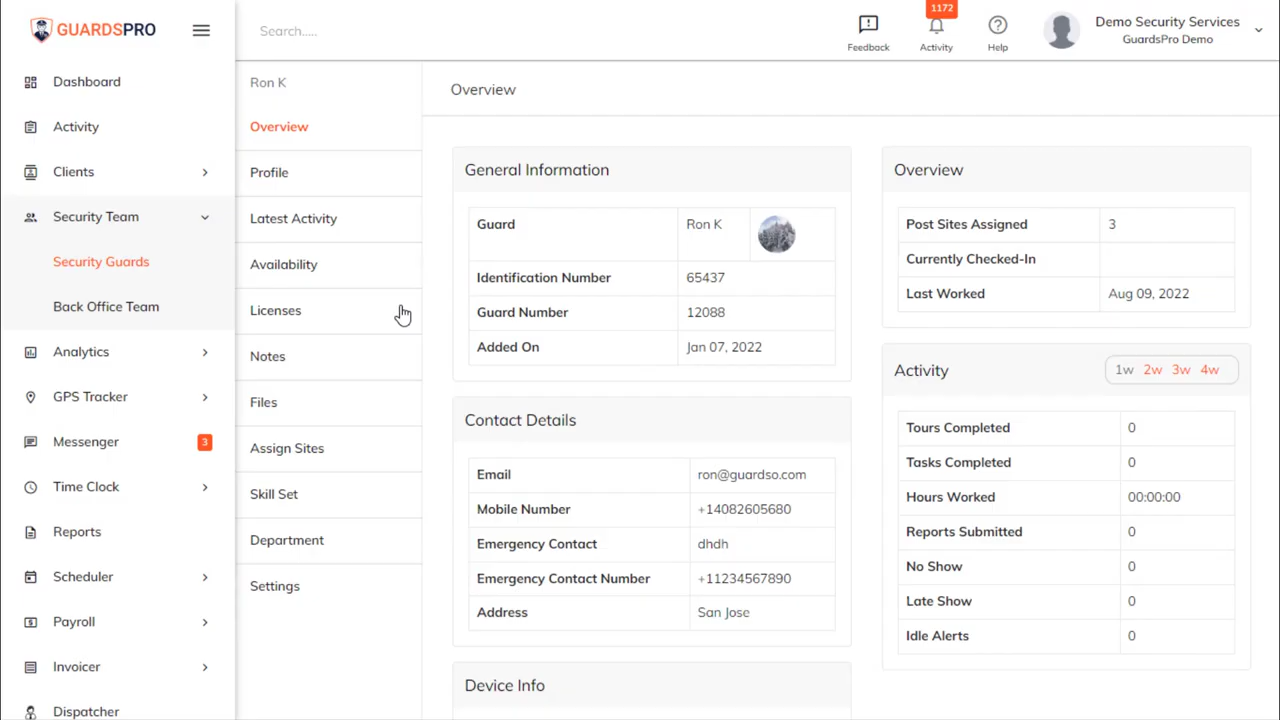 GUARDSPRO
Search.....
Feedback
1172
Activity
Help
Demo Security Services
GuardsPro Demo
Dashboard
Activity
Clients
Security Team
Security Guards
Back Office Team
Analytics
GPS Tracker
Messenger 3
Time Clock
Reports
Scheduler
Payroll
Invoicer
Dispatcher
Ron K
Overview
Profile
Latest Activity
Availability
Licenses
Notes
Files
Assign Sites
Skill Set
Department
Settings
Overview
General Information
Guard Ron K
Identification Number 65437
Guard Number 12088
Added On Jan 07, 2022
Contact Details
Email ron@guardso.com
Mobile Number +14082605680
Emergency Contact dhdh
Emergency Contact Number +11234567890
Address San Jose
Device Info
Overview
Post Sites Assigned 3
Currently Checked-In
Last Worked Aug 09, 2022
Activity 1w 2w 3w 4w
Tours Completed 0
Tasks Completed 0
Hours Worked 00:00:00
Reports Submitted 0
No Show 0
Late Show 0
Idle Alerts 0